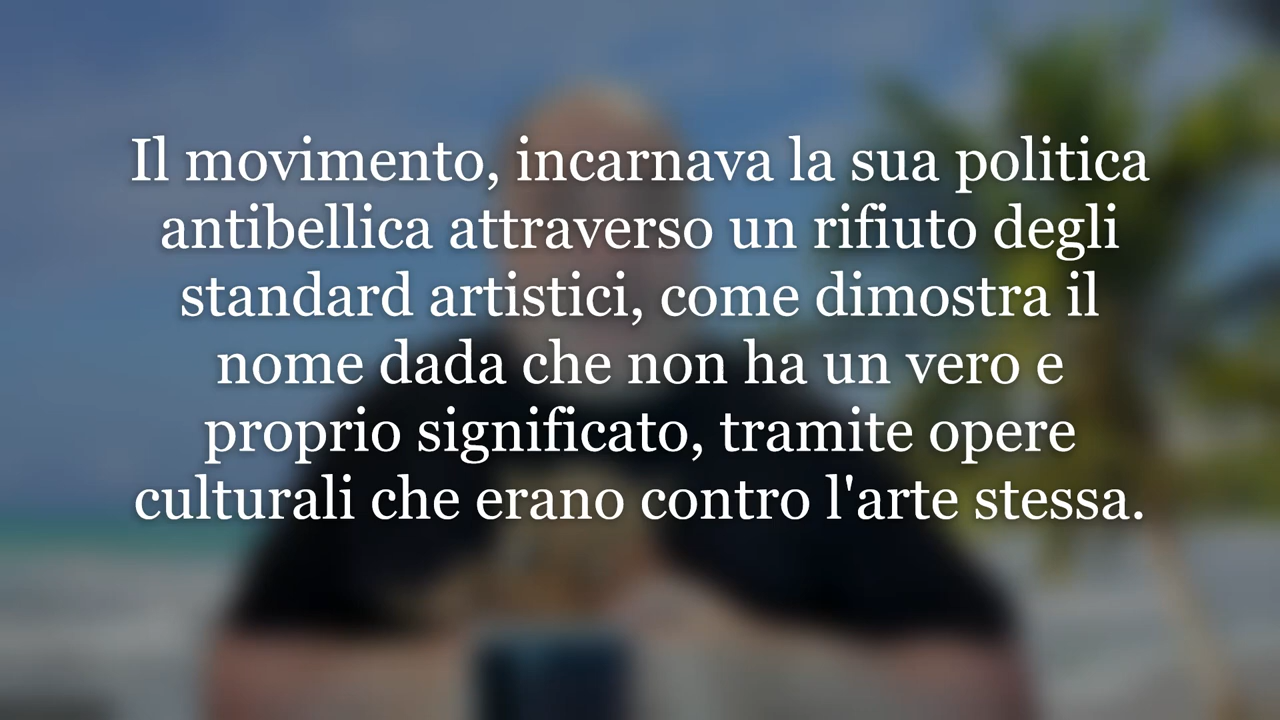 Il movimento, incarnava la sua politica
antibellica attraverso un rifiuto degli
standard artistici, come dimostra il
nome dada che non ha un vero e
proprio significato, tramite opere
culturali che erano contro l'arte stessa.